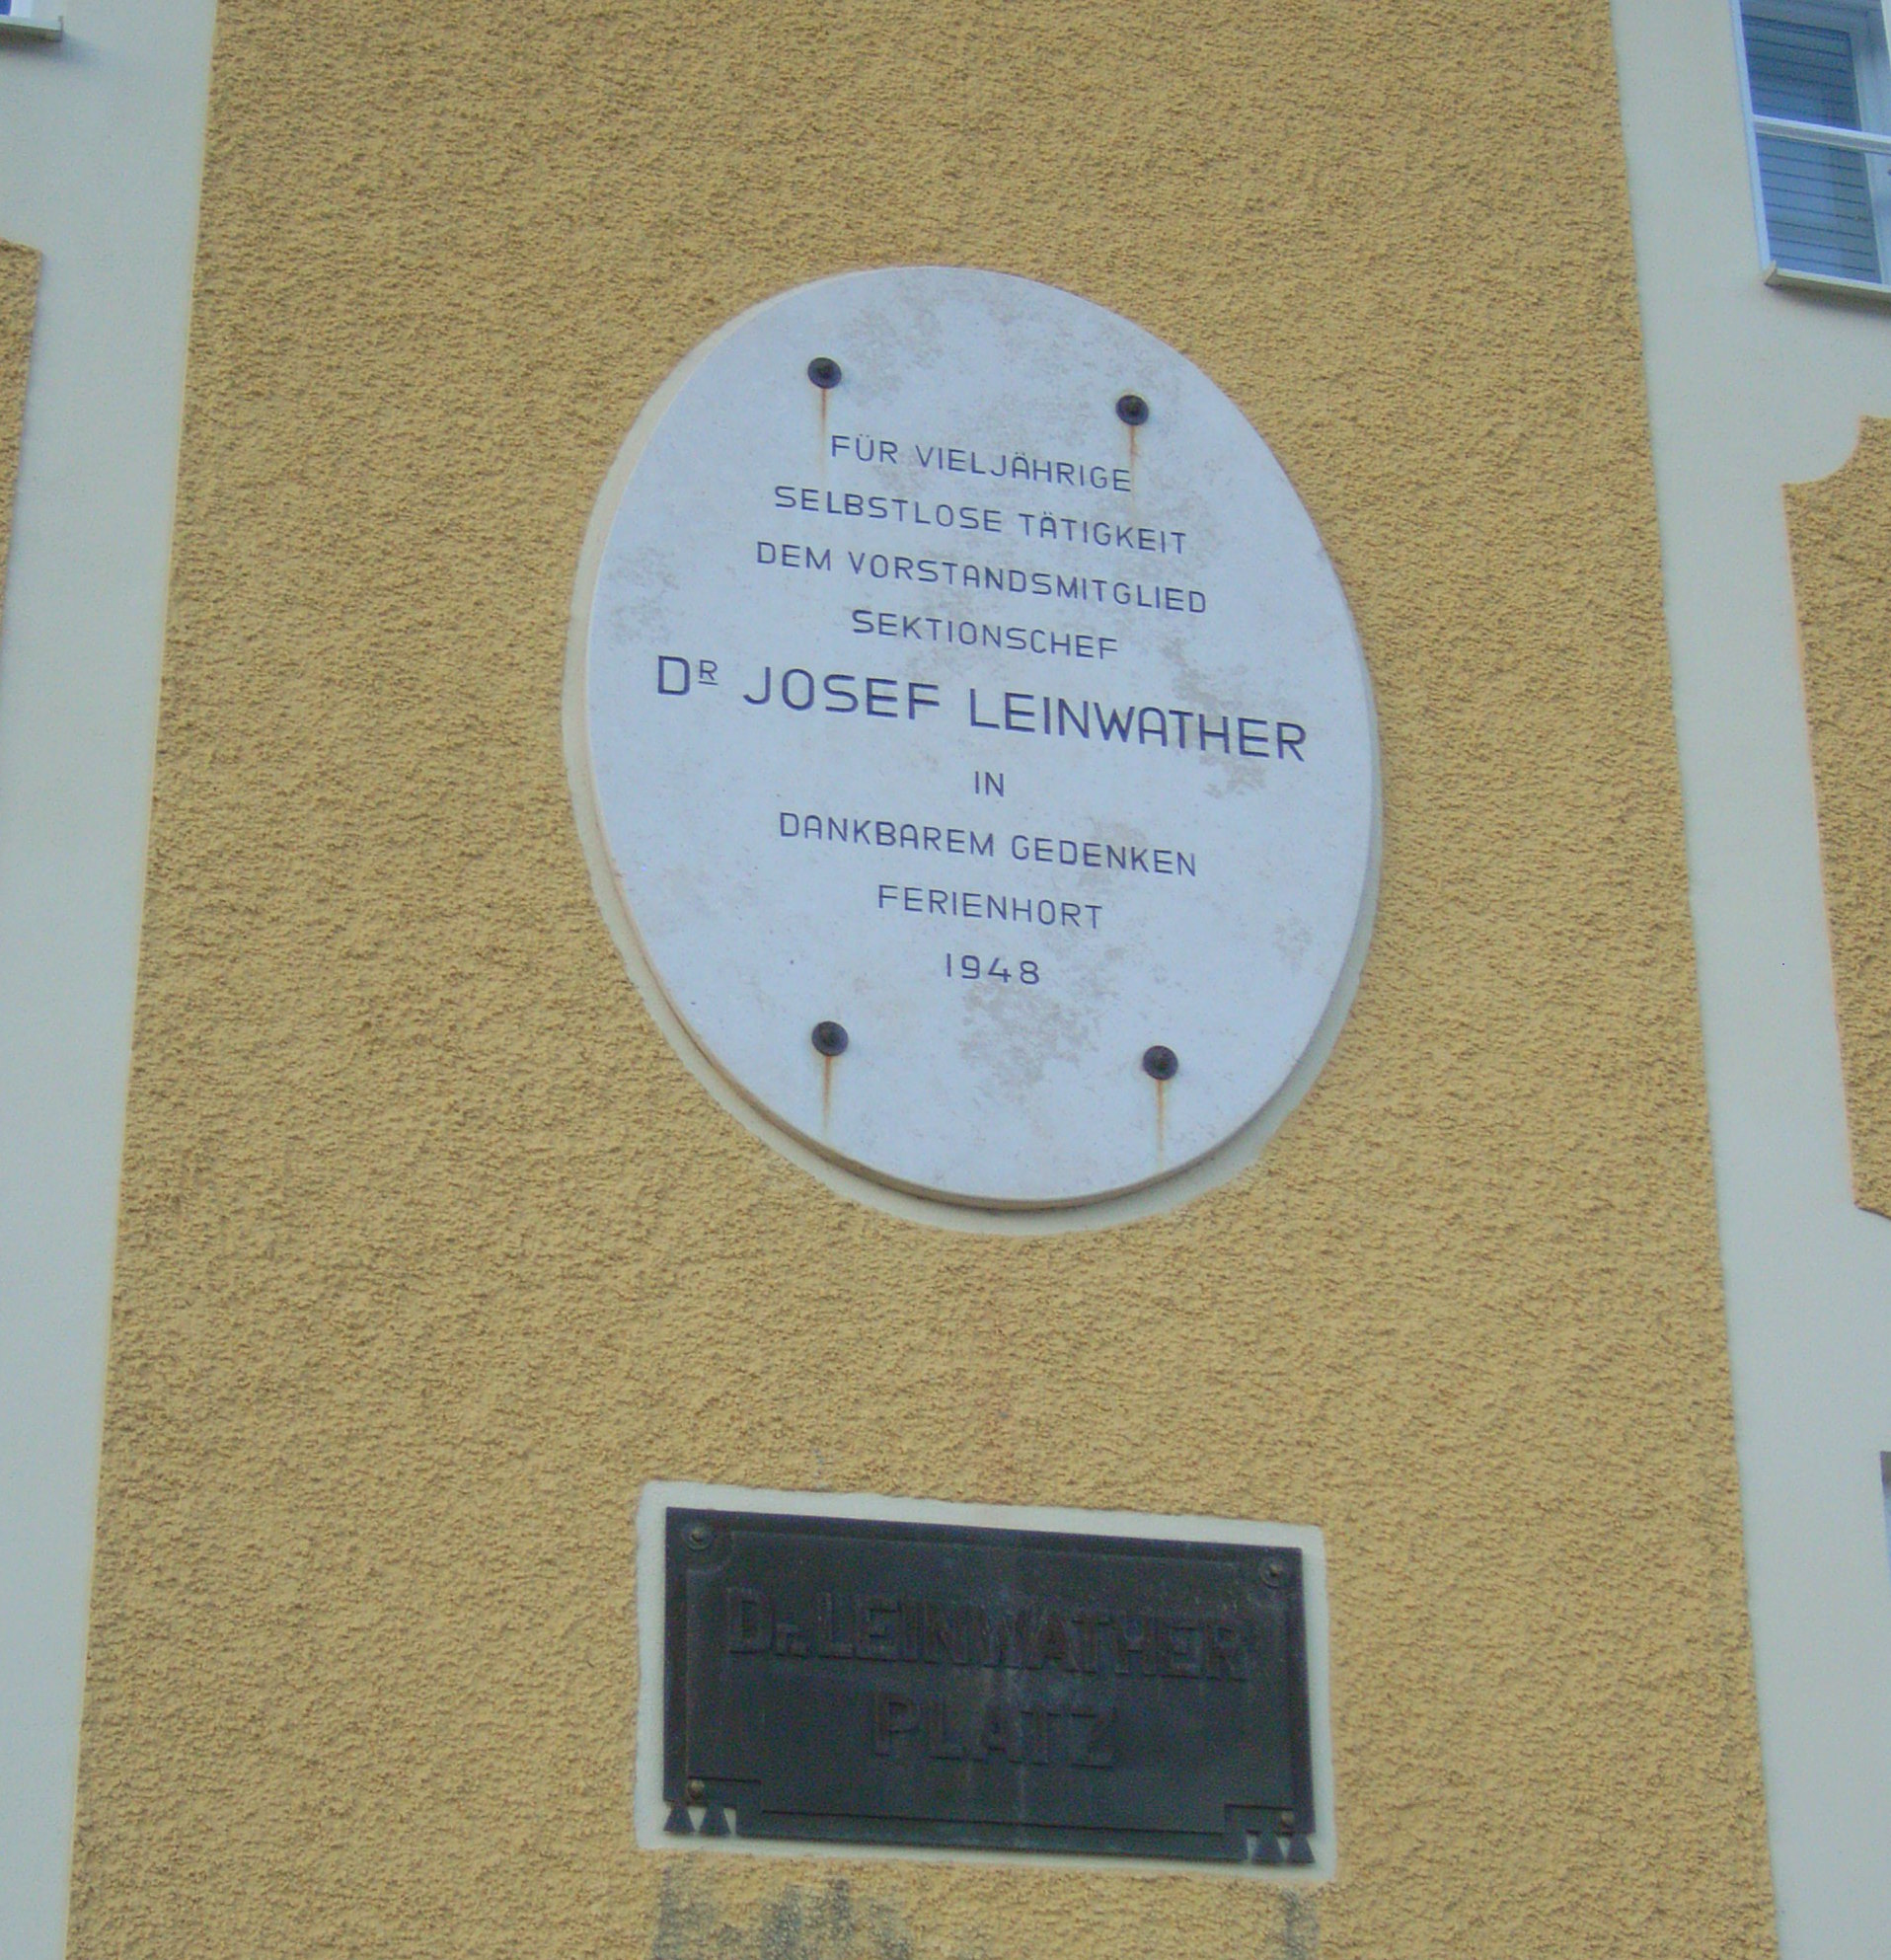 FÜR VIELJÄHRIGE
SELBSTLOSE TÄTIGKEIT
DEM VORSTANDSMITGLIED
SEKTIONSCHEF
DR JOSEF LEINWATHER
IN
DANKBAREM GEDENKEN
FERIENHORT
1948
Dr. LEINWATHER
PLATZ